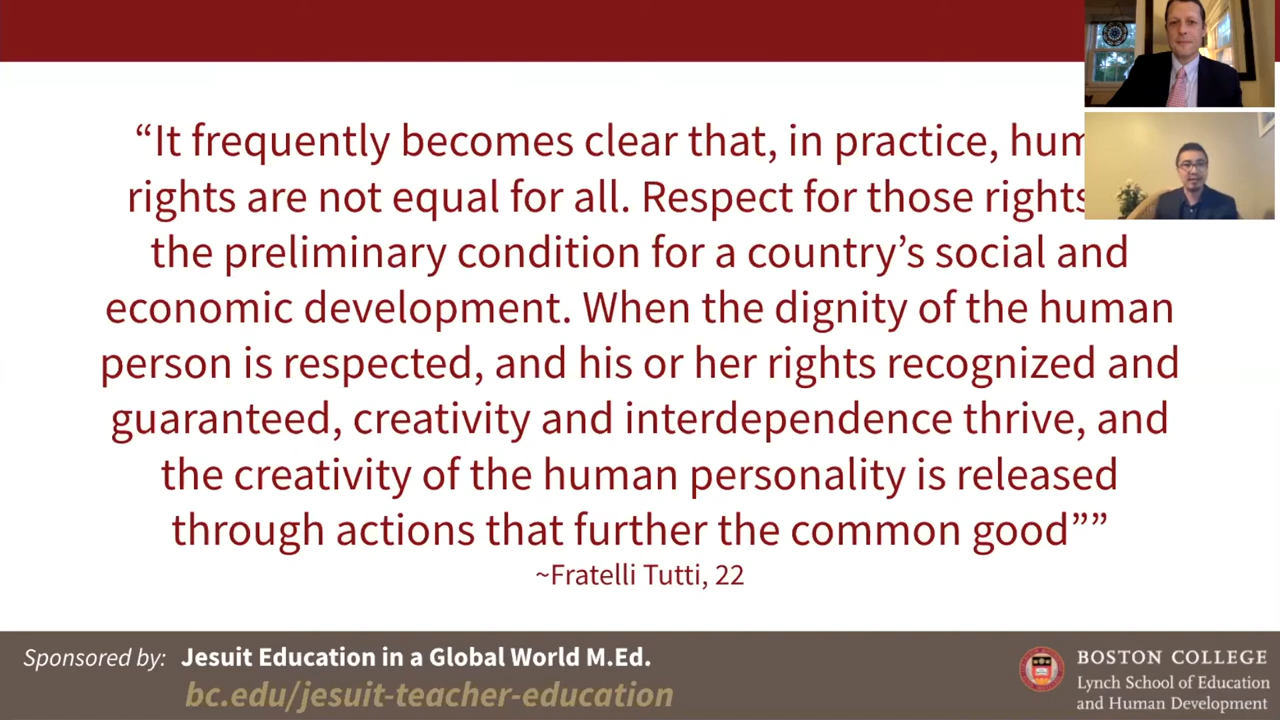 “It frequently becomes clear that, in practice, hum
rights are not equal for all. Respect for those rights
the preliminary condition for a country’s social and
economic development. When the dignity of the human
person is respected, and his or her rights recognized and
guaranteed, creativity and interdependence thrive, and
the creativity of the human personality is released
through actions that further the common good””
~Fratelli Tutti, 22
Sponsored by: Jesuit Education in a Global World M.Ed.
bc.edu/jesuit-teacher-education
BOSTON COLLEGE
Lynch School of Education
and Human Development